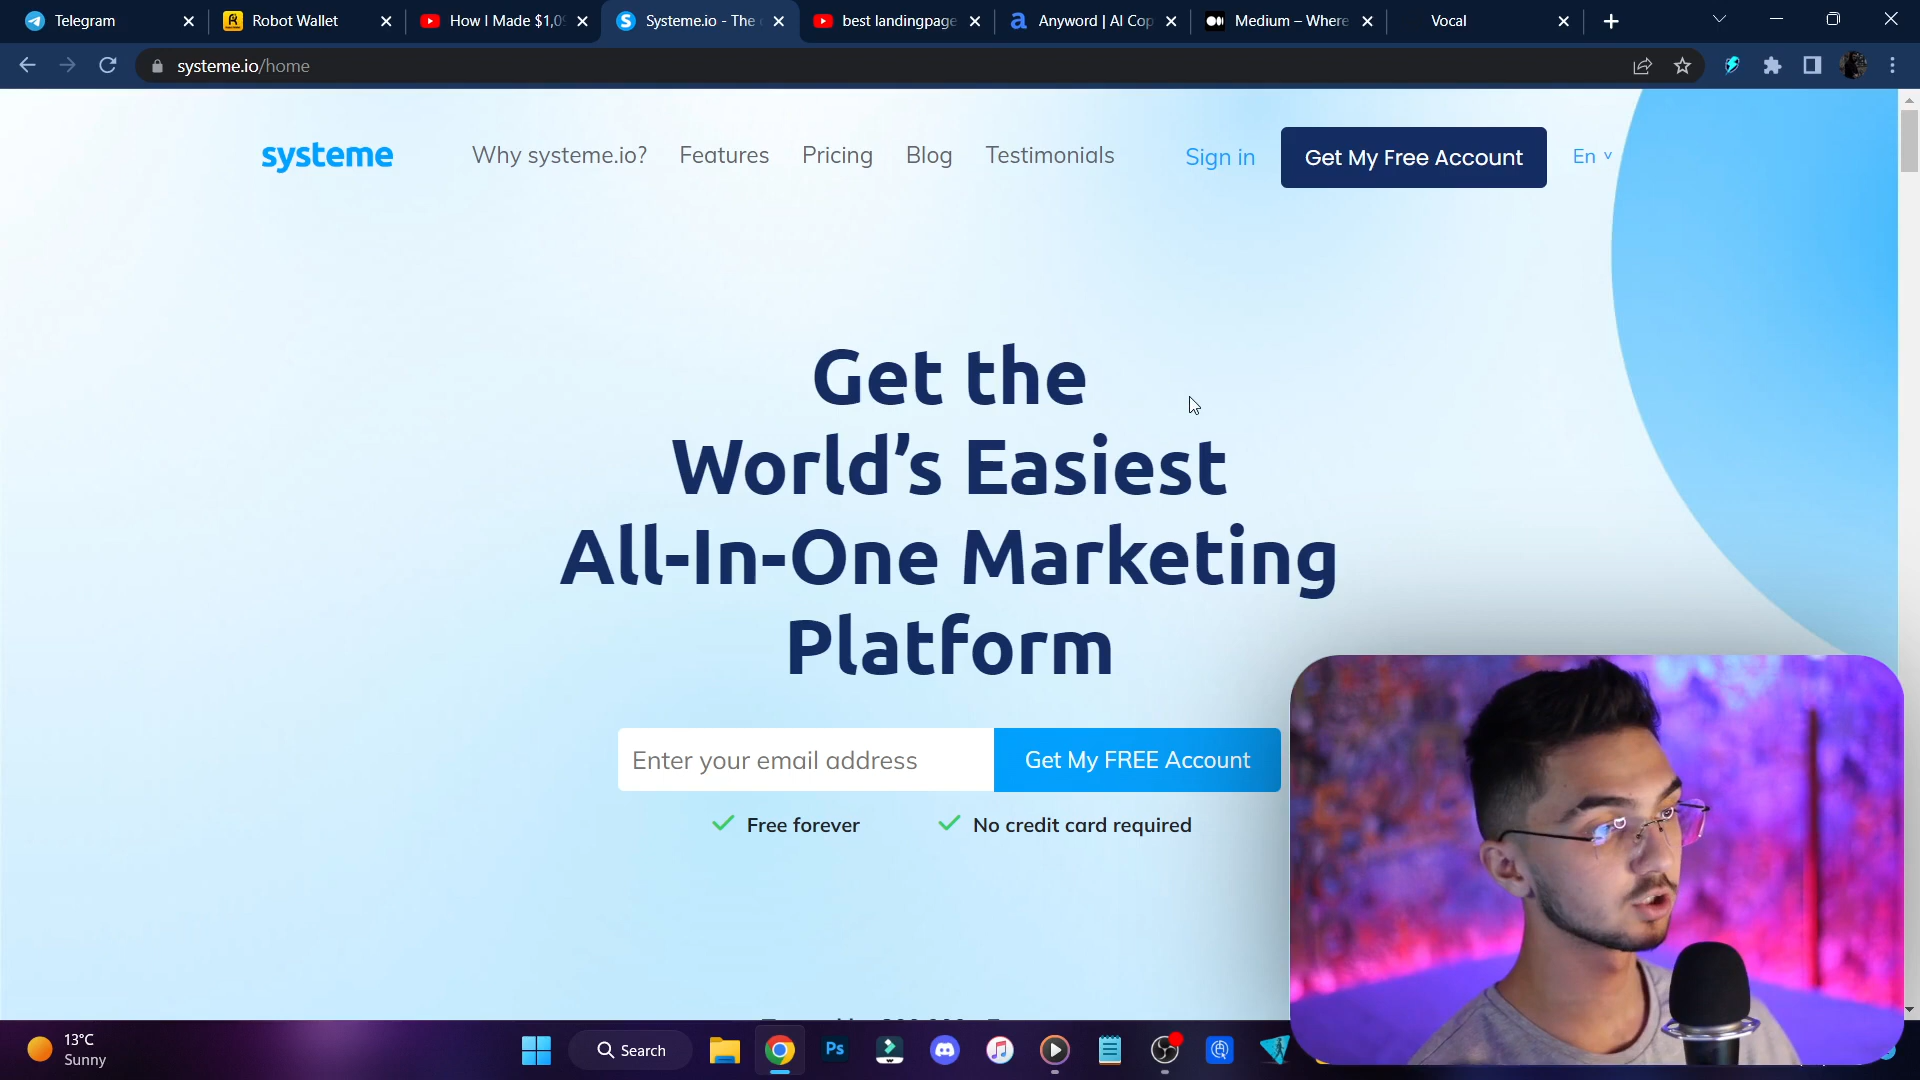 Telegram
Robot Wallet
How I Made $1,09
Systeme.io - The
best landingpage
Anyword | AI Cop
Medium – Where
Vocal
systeme.io/home
systeme
Why systeme.io?
Features
Pricing
Blog
Testimonials
Sign in
Get My Free Account
En
Get the
World's Easiest
All-In-One Marketing
Platform
Enter your email address
Get My FREE Account
Free forever
No credit card required
13°C
Sunny
Search
Ps